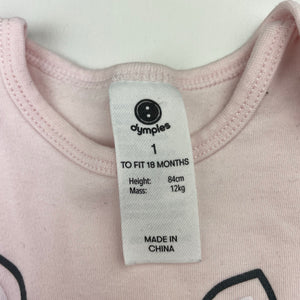 dymples
1
TO FIT 18 MONTHS
Height: 84cm
Mass: 12kg
MADE IN
CHINA